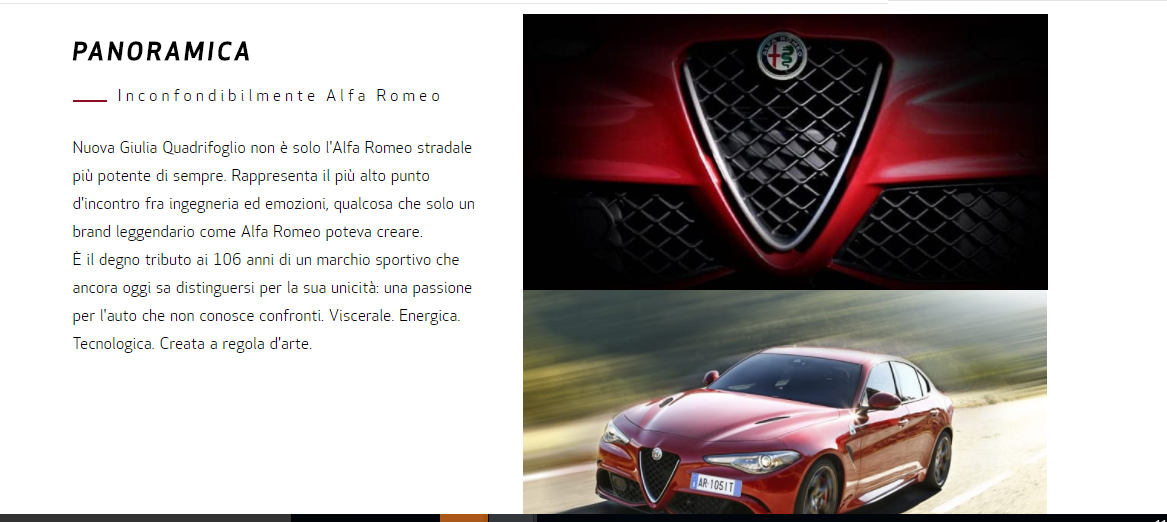 PANORAMICA
Inconfondibilmente Alfa Romeo
Nuova Giulia Quadrifoglio non è solo l'Alfa Romeo stradale
più potente di sempre. Rappresenta il più alto punto
d'incontro fra ingegneria ed emozioni, qualcosa che solo un
brand leggendario come Alfa Romeo poteva creare.
È il degno tributo ai 106 anni di un marchio sportivo che
ancora oggi sa distinguersi per la sua unicità: una passione
per l'auto che non conosce confronti. Viscerale. Energica.
Tecnologica. Creata a regola d'arte.
ALFA ROMEO
AR·105IT